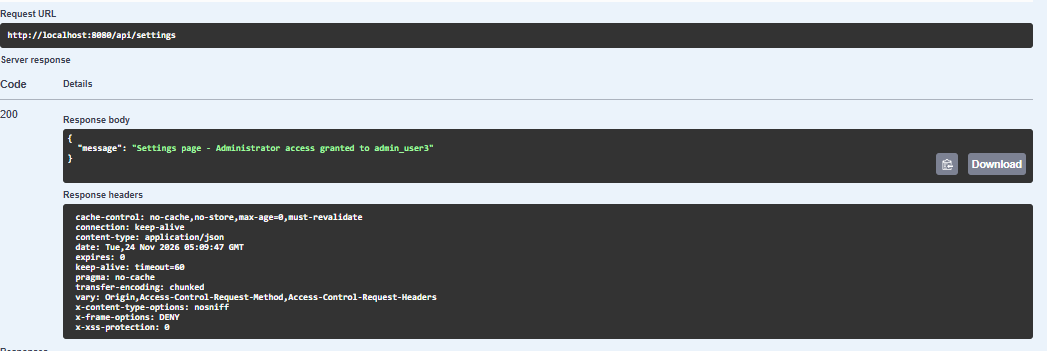 Request URL
http://localhost:8080/api/settings
Server response
Code Details
200
Response body
{
"message": "Settings page - Administrator access granted to admin_user3"
}
Download
Response headers
cache-control: no-cache,no-store,max-age=0,must-revalidate
connection: keep-alive
content-type: application/json
date: Tue,24 Nov 2026 05:09:47 GMT
expires: 0
keep-alive: timeout=60
pragma: no-cache
transfer-encoding: chunked
vary: Origin,Access-Control-Request-Method,Access-Control-Request-Headers
x-content-type-options: nosniff
x-frame-options: DENY
x-xss-protection: 0
Responses